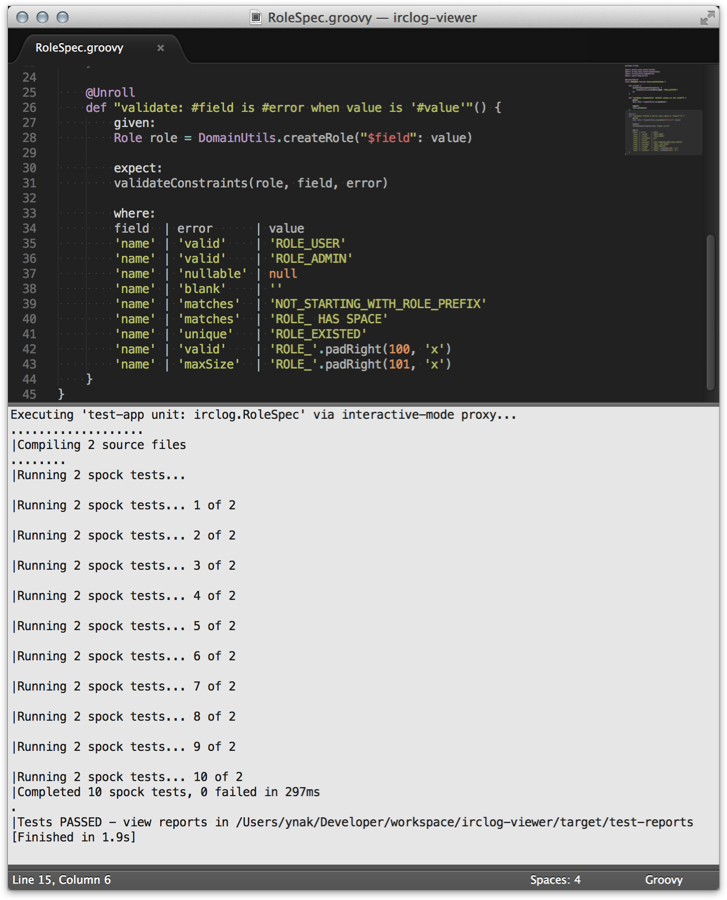 RoleSpec.groovy — irclog-viewer
RoleSpec.groovy ×
24
25 @Unroll
26 def "validate: #field is #error when value is '#value'"() {
27 given:
28 Role role = DomainUtils.createRole("$field": value)
29
30 expect:
31 validateConstraints(role, field, error)
32
33 where:
34 field | error | value
35 'name' | 'valid' | 'ROLE_USER'
36 'name' | 'valid' | 'ROLE_ADMIN'
37 'name' | 'nullable' | null
38 'name' | 'blank' | ''
39 'name' | 'matches' | 'NOT_STARTING_WITH_ROLE_PREFIX'
40 'name' | 'matches' | 'ROLE_ HAS SPACE'
41 'name' | 'unique' | 'ROLE_EXISTED'
42 'name' | 'valid' | 'ROLE_'.padRight(100, 'x')
43 'name' | 'maxSize' | 'ROLE_'.padRight(101, 'x')
44 }
45 }
Executing 'test-app unit: irclog.RoleSpec' via interactive-mode proxy...
...................
|Compiling 2 source files
........
|Running 2 spock tests...
|Running 2 spock tests... 1 of 2
|Running 2 spock tests... 2 of 2
|Running 2 spock tests... 3 of 2
|Running 2 spock tests... 4 of 2
|Running 2 spock tests... 5 of 2
|Running 2 spock tests... 6 of 2
|Running 2 spock tests... 7 of 2
|Running 2 spock tests... 8 of 2
|Running 2 spock tests... 9 of 2
|Running 2 spock tests... 10 of 2
|Completed 10 spock tests, 0 failed in 297ms
.
|Tests PASSED - view reports in /Users/ynak/Developer/workspace/irclog-viewer/target/test-reports
[Finished in 1.9s]
Line 15, Column 6 Spaces: 4 Groovy